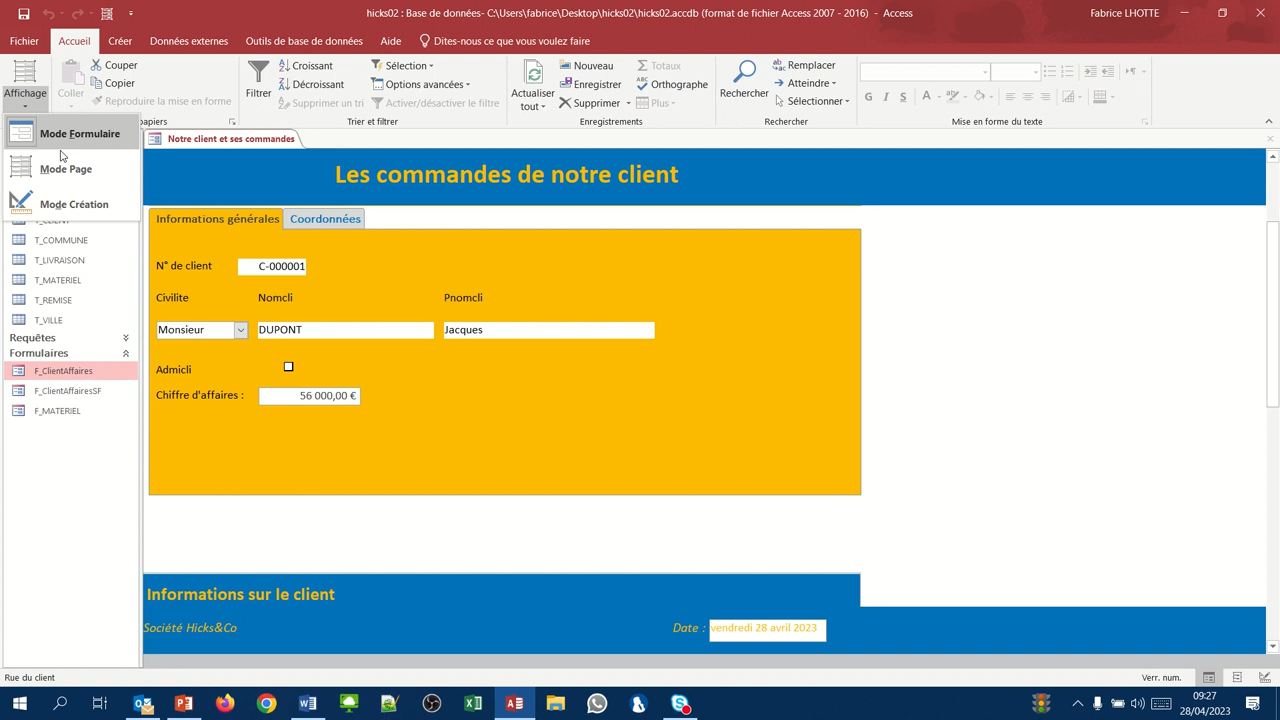 hicks02 : Base de données- C:\Users\fabrice\Desktop\hicks02\hicks02.accdb (format de fichier Access 2007 - 2016) - Access
Fabrice LHOTTE
Fichier
Accueil
Créer
Données externes
Outils de base de données
Aide
Dites-nous ce que vous voulez faire
Affichage
Coller
Couper
Copier
Reproduire la mise en forme
Filtrer
Croissant
Décroissant
Supprimer un tri
Sélection
Options avancées
Activer/désactiver le filtre
Actualiser
tout
Nouveau
Enregistrer
Supprimer
Totaux
Orthographe
Plus
Rechercher
Remplacer
Atteindre
Sélectionner
G I S
A
papiers
Trier et filtrer
Enregistrements
Rechercher
Mise en forme du texte
Mode Formulaire
Mode Page
Mode Création
T_CLIENT
T_COMMUNE
T_LIVRAISON
T_MATERIEL
T_REMISE
T_VILLE
Requêtes
Formulaires
F_ClientAffaires
F_ClientAffairesSF
F_MATERIEL
Notre client et ses commandes
Les commandes de notre client
Informations générales
Coordonnées
N° de client
C-000001
Civilite
Nomcli
Pnomcli
Monsieur
DUPONT
Jacques
Admicli
Chiffre d'affaires :
56 000,00 €
Informations sur le client
Société Hicks&Co
Date :
vendredi 28 avril 2023
Rue du client
Verr. num.
09:27
28/04/2023